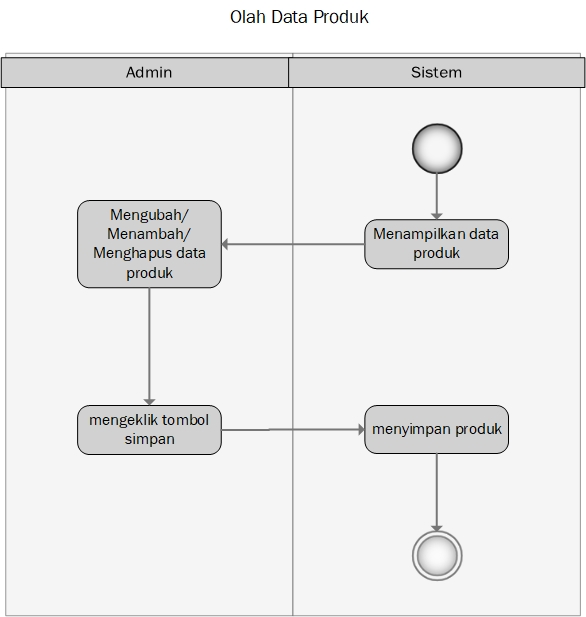 Olah Data Produk
Admin
Sistem
Menampilkan data
produk
Mengubah/
Menambah/
Menghapus data
produk
mengeklik tombol
simpan
menyimpan produk